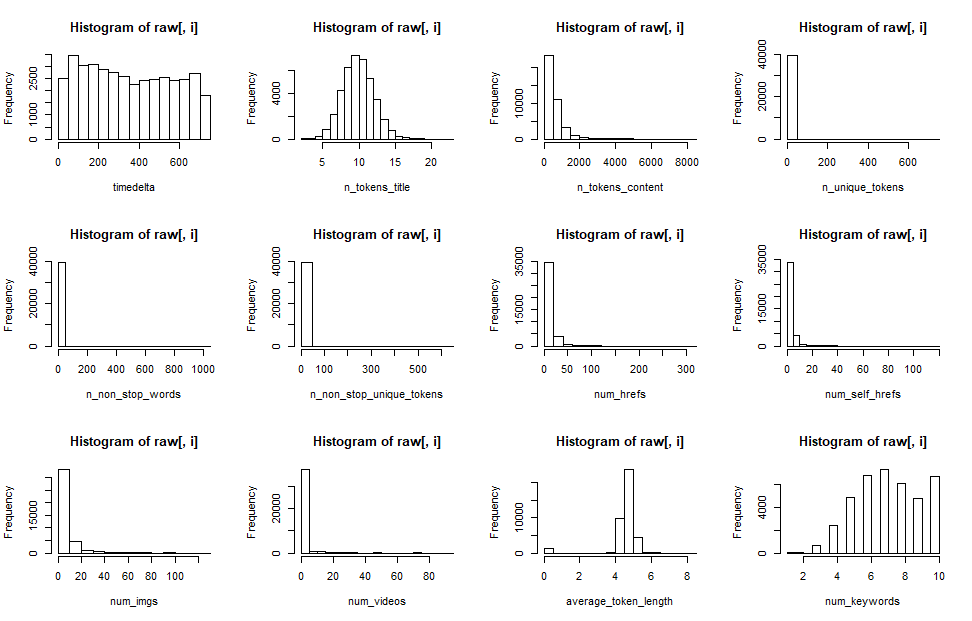 Histogram of raw[, i]
Frequency
0 1000 2500
0 200 400 600
timedelta
Histogram of raw[, i]
Frequency
0 4000
5 10 15 20
n_tokens_title
Histogram of raw[, i]
Frequency
0 10000
0 2000 4000 6000 8000
n_tokens_content
Histogram of raw[, i]
Frequency
0 20000 40000
0 200 400 600
n_unique_tokens
Histogram of raw[, i]
Frequency
0 20000 40000
0 200 400 600 800 1000
n_non_stop_words
Histogram of raw[, i]
Frequency
0 20000 40000
0 100 300 500
n_non_stop_unique_tokens
Histogram of raw[, i]
Frequency
0 15000 35000
0 50 100 200 300
num_hrefs
Histogram of raw[, i]
Frequency
0 15000 35000
0 20 40 60 80 100
num_self_hrefs
Histogram of raw[, i]
Frequency
0 15000
0 20 40 60 80 100
num_imgs
Histogram of raw[, i]
Frequency
0 20000
0 20 40 60 80
num_videos
Histogram of raw[, i]
Frequency
0 10000
0 2 4 6 8
average_token_length
Histogram of raw[, i]
Frequency
0 4000
2 4 6 8 10
num_keywords